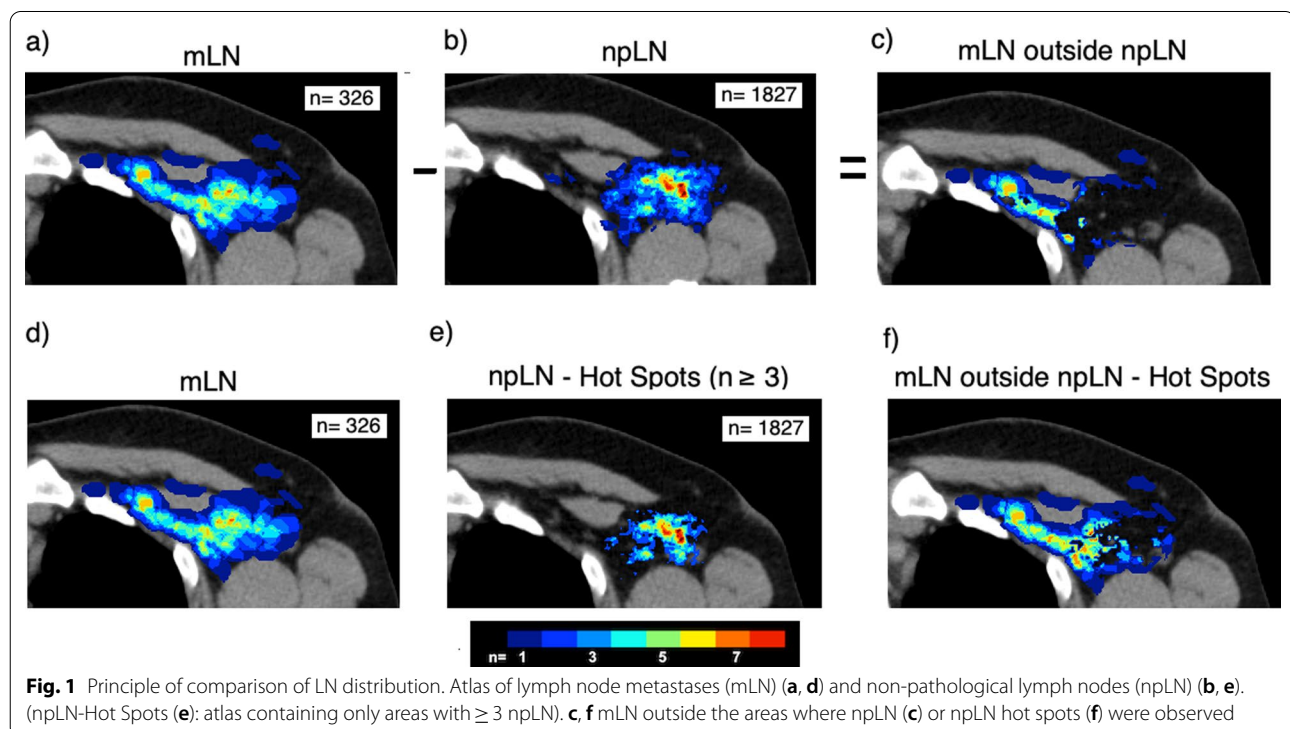 a)
mLN
n= 326
-
b)
npLN
n= 1827
=
c)
mLN outside npLN
d)
mLN
n= 326
e)
npLN - Hot Spots (n ≥ 3)
n= 1827
f)
mLN outside npLN - Hot Spots
n= 1 3 5 7
Fig. 1 Principle of comparison of LN distribution. Atlas of lymph node metastases (mLN) (a, d) and non-pathological lymph nodes (npLN) (b, e).
(npLN-Hot Spots (e): atlas containing only areas with ≥ 3 npLN). c, f mLN outside the areas where npLN (c) or npLN hot spots (f) were observed